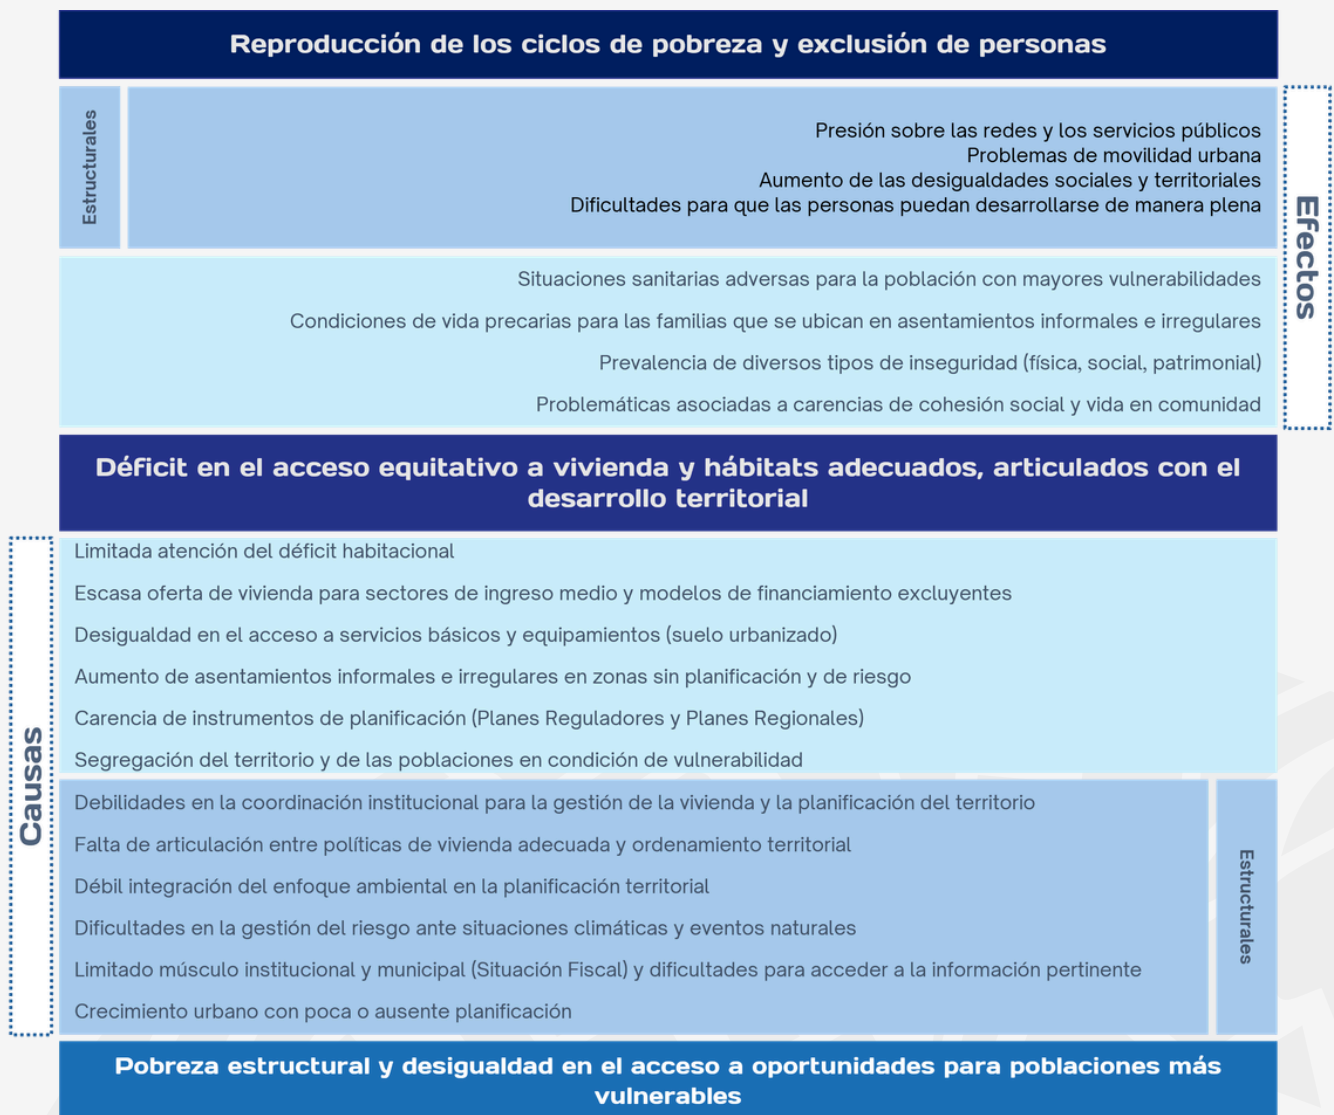 Reproducción de los ciclos de pobreza y exclusión de personas
Estructurales
Presión sobre las redes y los servicios públicos
Problemas de movilidad urbana
Aumento de las desigualdades sociales y territoriales
Dificultades para que las personas puedan desarrollarse de manera plena
Efectos
Situaciones sanitarias adversas para la población con mayores vulnerabilidades
Condiciones de vida precarias para las familias que se ubican en asentamientos informales e irregulares
Prevalencia de diversos tipos de inseguridad (física, social, patrimonial)
Problemáticas asociadas a carencias de cohesión social y vida en comunidad
Déficit en el acceso equitativo a vivienda y hábitats adecuados, articulados con el
desarrollo territorial
Causas
Limitada atención del déficit habitacional
Escasa oferta de vivienda para sectores de ingreso medio y modelos de financiamiento excluyentes
Desigualdad en el acceso a servicios básicos y equipamientos (suelo urbanizado)
Aumento de asentamientos informales e irregulares en zonas sin planificación y de riesgo
Carencia de instrumentos de planificación (Planes Reguladores y Planes Regionales)
Segregación del territorio y de las poblaciones en condición de vulnerabilidad
Debilidades en la coordinación institucional para la gestión de la vivienda y la planificación del territorio
Falta de articulación entre políticas de vivienda adecuada y ordenamiento territorial
Débil integración del enfoque ambiental en la planificación territorial
Dificultades en la gestión del riesgo ante situaciones climáticas y eventos naturales
Limitado músculo institucional y municipal (Situación Fiscal) y dificultades para acceder a la información pertinente
Crecimiento urbano con poca o ausente planificación
Estructurales
Pobreza estructural y desigualdad en el acceso a oportunidades para poblaciones más
vulnerables